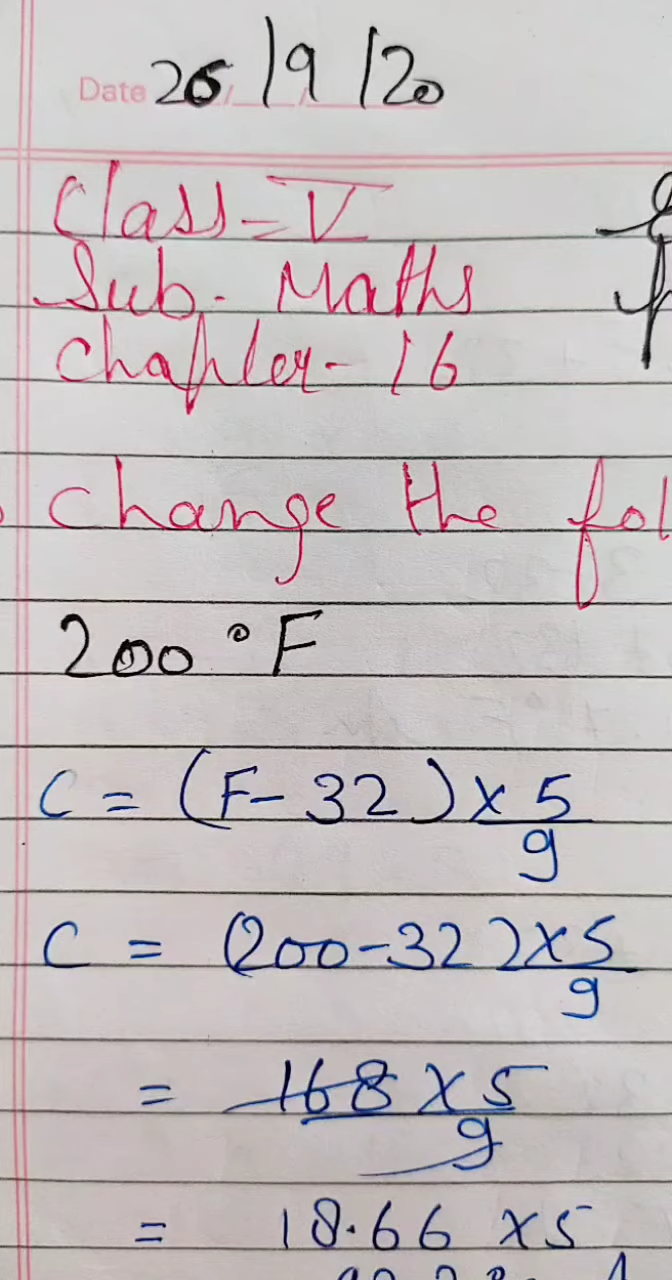 Date 26/9/20
Class-V
Sub. Maths
Chapter-16
Change the fol
200°F
C = (F-32) x 5
9
C = (200-32) x 5
9
= 168 x 5
9
= 18.66 x5